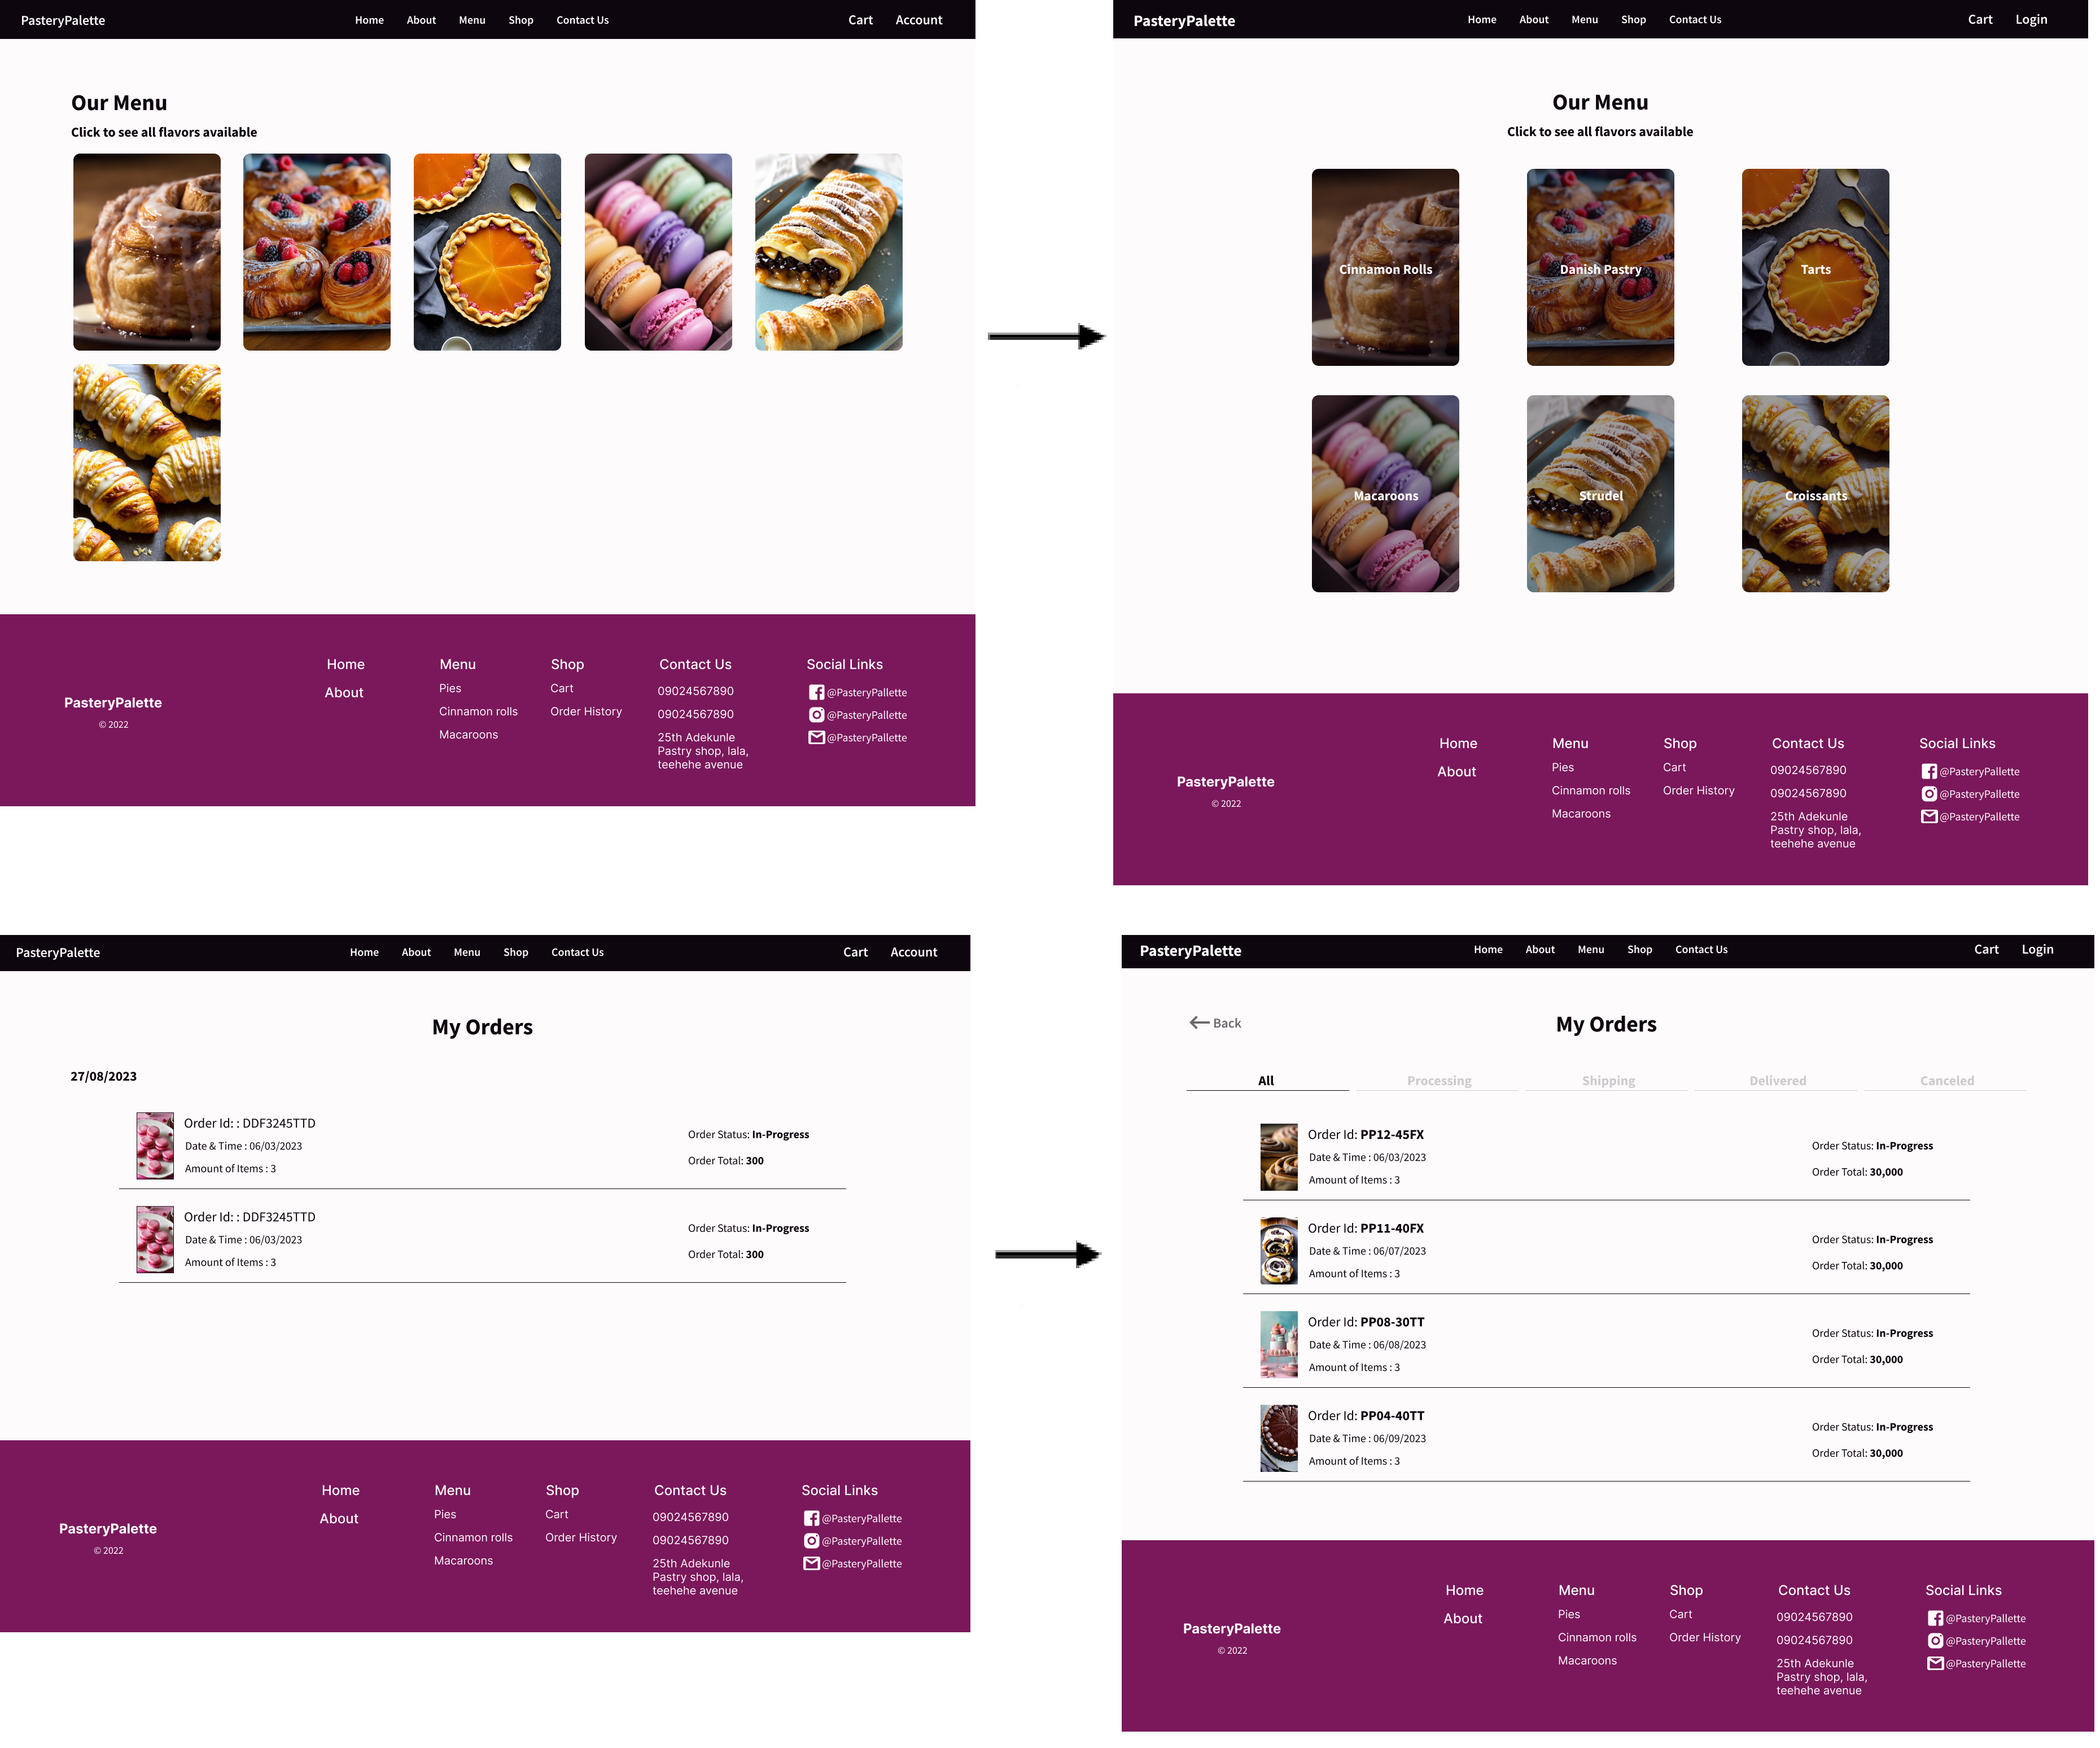 PasteryPalette Home About Menu Shop Contact Us Cart Account
Our Menu
Click to see all flavors available
Home Menu Shop Contact Us Social Links
About Pies Cart 09024567890 @PasteryPallette
PasteryPalette Cinnamon rolls Order History 09024567890 @PasteryPallette
© 2022 Macaroons 25th Adekunle @PasteryPallette
Pastry shop, lala,
teehehe avenue
PasteryPalette Home About Menu Shop Contact Us Cart Login
Our Menu
Click to see all flavors available
Cinnamon Rolls Danish Pastry Tarts
Macaroons Strudel Croissants
Home Menu Shop Contact Us Social Links
About Pies Cart 09024567890 @PasteryPallette
PasteryPalette Cinnamon rolls Order History 09024567890 @PasteryPallette
© 2022 Macaroons 25th Adekunle @PasteryPallette
Pastry shop, lala,
teehehe avenue
PasteryPalette Home About Menu Shop Contact Us Cart Account
My Orders
27/08/2023
Order Id: : DDF3245TTD
Date & Time : 06/03/2023
Amount of Items : 3
Order Status: In-Progress
Order Total: 300
Order Id: : DDF3245TTD
Date & Time : 06/03/2023
Amount of Items : 3
Order Status: In-Progress
Order Total: 300
Home Menu Shop Contact Us Social Links
About Pies Cart 09024567890 @PasteryPallette
PasteryPalette Cinnamon rolls Order History 09024567890 @PasteryPallette
© 2022 Macaroons 25th Adekunle @PasteryPallette
Pastry shop, lala,
teehehe avenue
PasteryPalette Home About Menu Shop Contact Us Cart Login
Back My Orders
All Processing Shipping Delivered Canceled
Order Id: PP12-45FX
Date & Time : 06/03/2023
Amount of Items : 3
Order Status: In-Progress
Order Total: 30,000
Order Id: PP11-40FX
Date & Time : 06/07/2023
Amount of Items : 3
Order Status: In-Progress
Order Total: 30,000
Order Id: PP08-30TT
Date & Time : 06/08/2023
Amount of Items : 3
Order Status: In-Progress
Order Total: 30,000
Order Id: PP04-40TT
Date & Time : 06/09/2023
Amount of Items : 3
Order Status: In-Progress
Order Total: 30,000
Home Menu Shop Contact Us Social Links
About Pies Cart 09024567890 @PasteryPallette
PasteryPalette Cinnamon rolls Order History 09024567890 @PasteryPallette
© 2022 Macaroons 25th Adekunle @PasteryPallette
Pastry shop, lala,
teehehe avenue